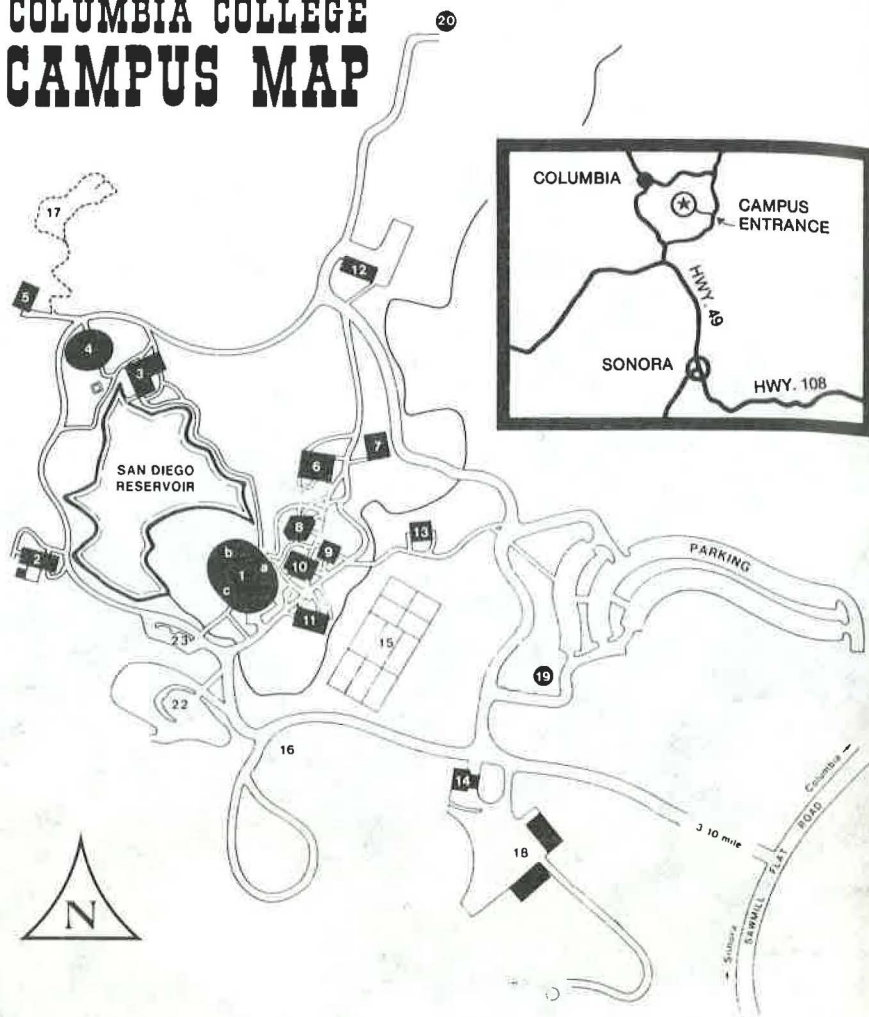 COLUMBIA COLLEGE
CAMPUS MAP
20
COLUMBIA
CAMPUS
ENTRANCE
HWY. 49
SONORA
HWY. 108
17
12
5
4
3
SAN DIEGO
RESERVOIR
6
7
8
13
9
b
1
a
10
c
2
11
PARKING
15
23
19
22
16
14
18
3 10 mile
Columbia
SAWMILL FLAT ROAD
Sonora
N